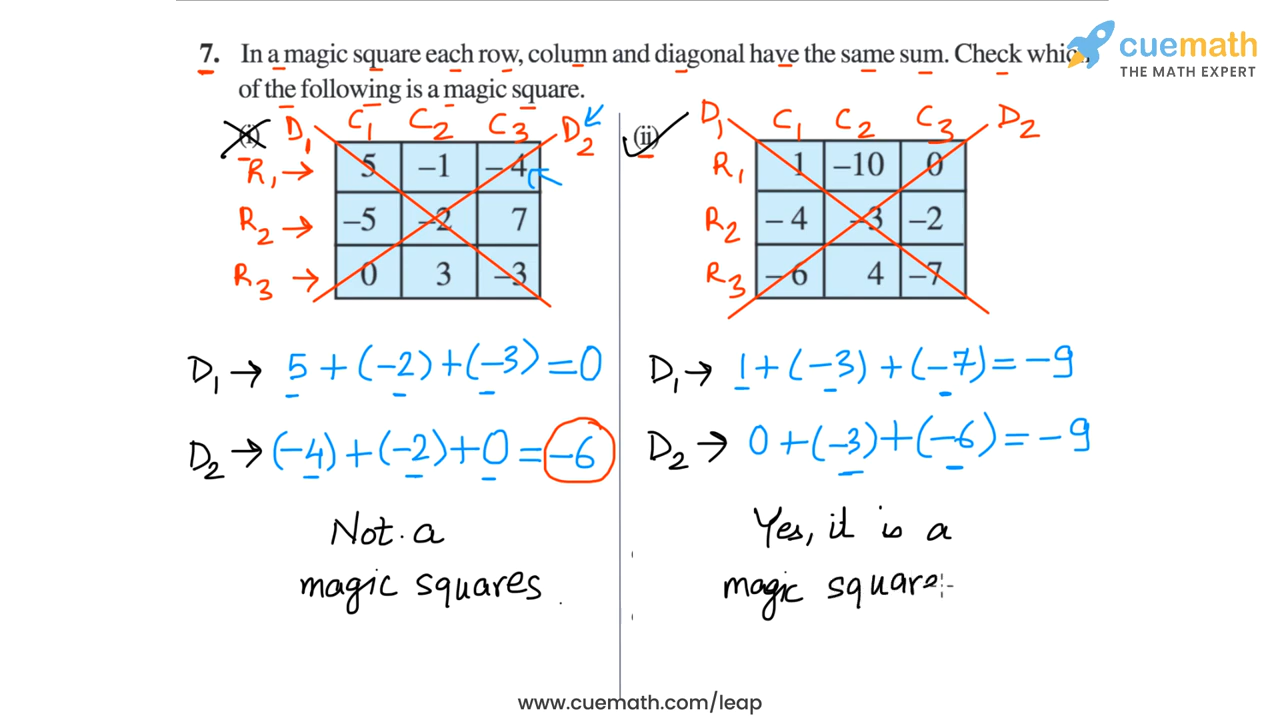 cuemath
THE MATH EXPERT
7. In a magic square each row, column and diagonal have the same sum. Check which
of the following is a magic square.
(i) D₁ C₁ C₂ C₃ D₂
R₁ → 5 −1 −4
R₂ → −5 −2 7
R₃ → 0 3 −3
D₁ → 5 + (−2) + (−3) = 0
D₂ → (−4) + (−2) + 0 = −6
Not a
magic squares
(ii) D₁ C₁ C₂ C₃ D₂
R₁ 1 −10 0
R₂ −4 −3 −2
R₃ −6 4 −7
D₁ → 1 + (−3) + (−7) = −9
D₂ → 0 + (−3) + (−6) = −9
Yes, it is a
magic square
www.cuemath.com/leap